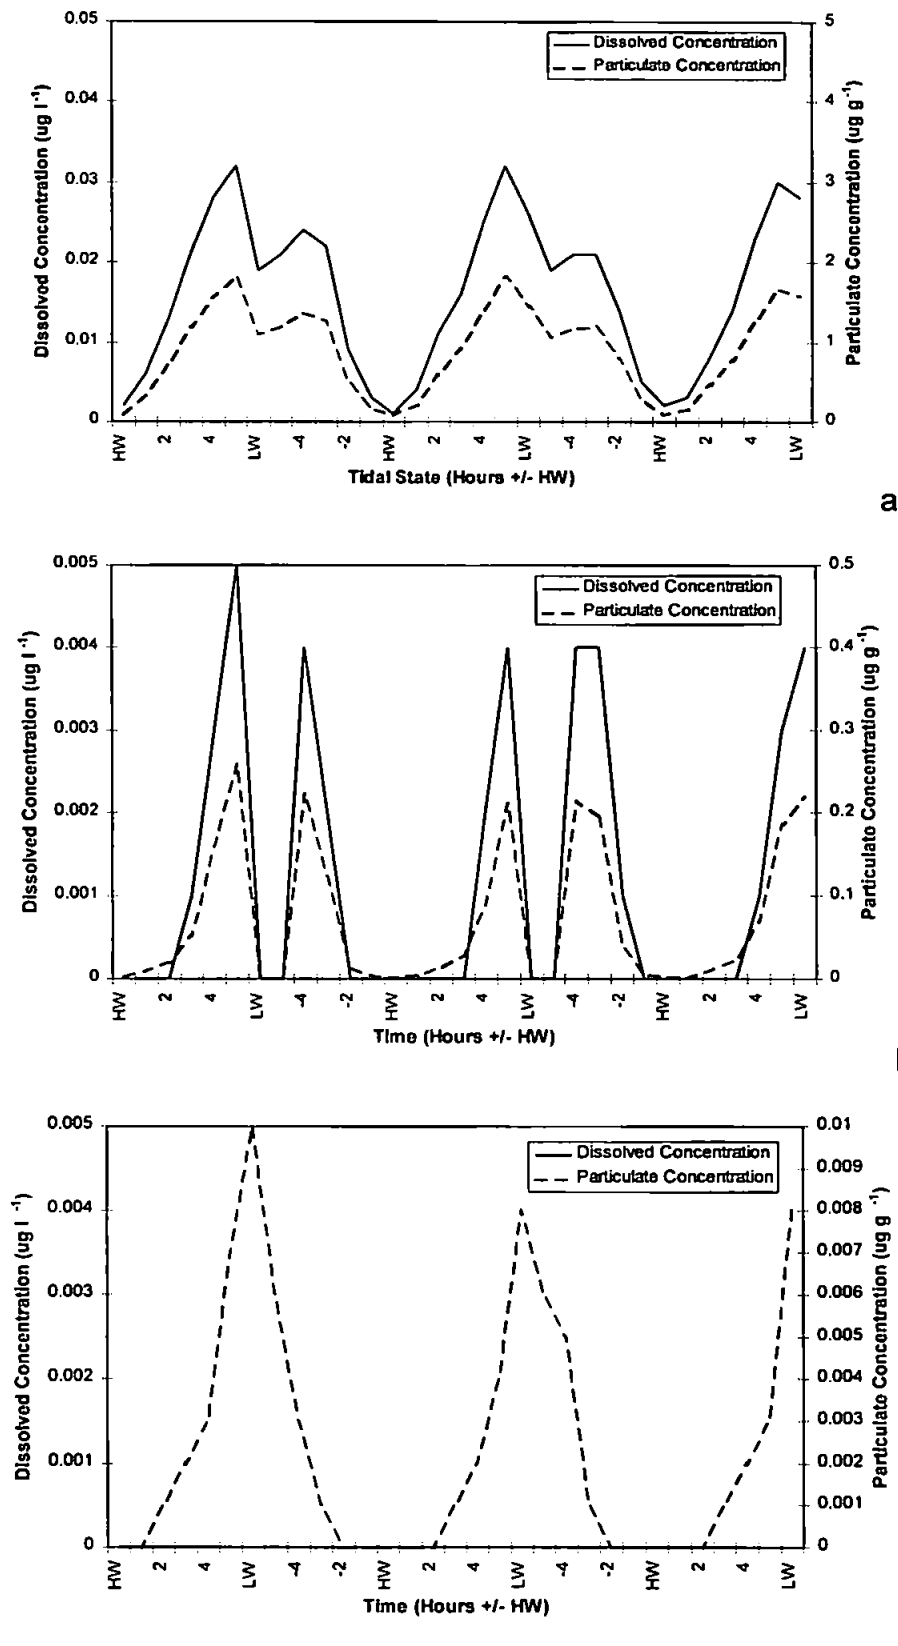 0.05
0.04
0.03
0.02
0.01
0
Dissolved Concentration (ug l⁻¹)
Dissolved Concentration
Particulate Concentration
5
4
3
2
1
0
Particulate Concentration (ug g⁻¹)
HW 2 4 LW -4 -2 HW 2 4 LW -4 -2 HW 2 4 LW
Tidal State (Hours +/- HW)
a
0.005
0.004
0.003
0.002
0.001
0
Dissolved Concentration (ug l⁻¹)
Dissolved Concentration
Particulate Concentration
0.5
0.4
0.3
0.2
0.1
0
Particulate Concentration (ug g⁻¹)
HW 2 4 LW -4 -2 HW 2 4 LW -4 -2 HW 2 4 LW
Time (Hours +/- HW)
0.005
0.004
0.003
0.002
0.001
0
Dissolved Concentration (ug l⁻¹)
Dissolved Concentration
Particulate Concentration
0.01
0.009
0.008
0.007
0.006
0.005
0.004
0.003
0.002
0.001
0
Particulate Concentration (ug g⁻¹)
HW 2 4 LW -4 -2 HW 2 LW -4 -2 HW 2 4 LW
Time (Hours +/- HW)